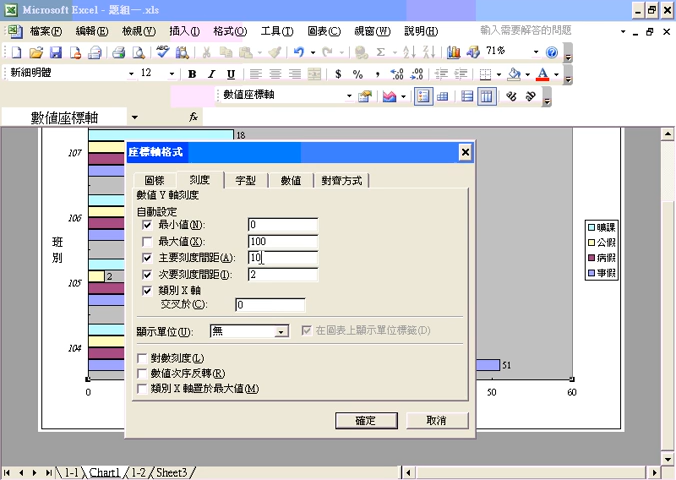 Microsoft Excel - 題組一.xls
檔案(F) 編輯(E) 檢視(V) 插入(I) 格式(O) 工具(T) 圖表(C) 視窗(W) 說明(H) 輸入需要解答的問題
71%
新細明體 12 B I U $ %
數值座標軸
數值座標軸 fx
107
18
106
班別
105
2
104
51
0
50
60
曠課
公假
病假
事假
座標軸格式
圖樣 刻度 字型 數值 對齊方式
數值 Y 軸刻度
自動設定
最小值(N): 0
最大值(X): 100
主要刻度間距(A): 10
次要刻度間距(I): 2
類別 X 軸
交叉於(C): 0
顯示單位(U): 無 在圖表上顯示單位標籤(D)
對數刻度(L)
數值次序反轉(R)
類別 X 軸置於最大值(M)
確定 取消
1-1 Chart1 1-2 Sheet3